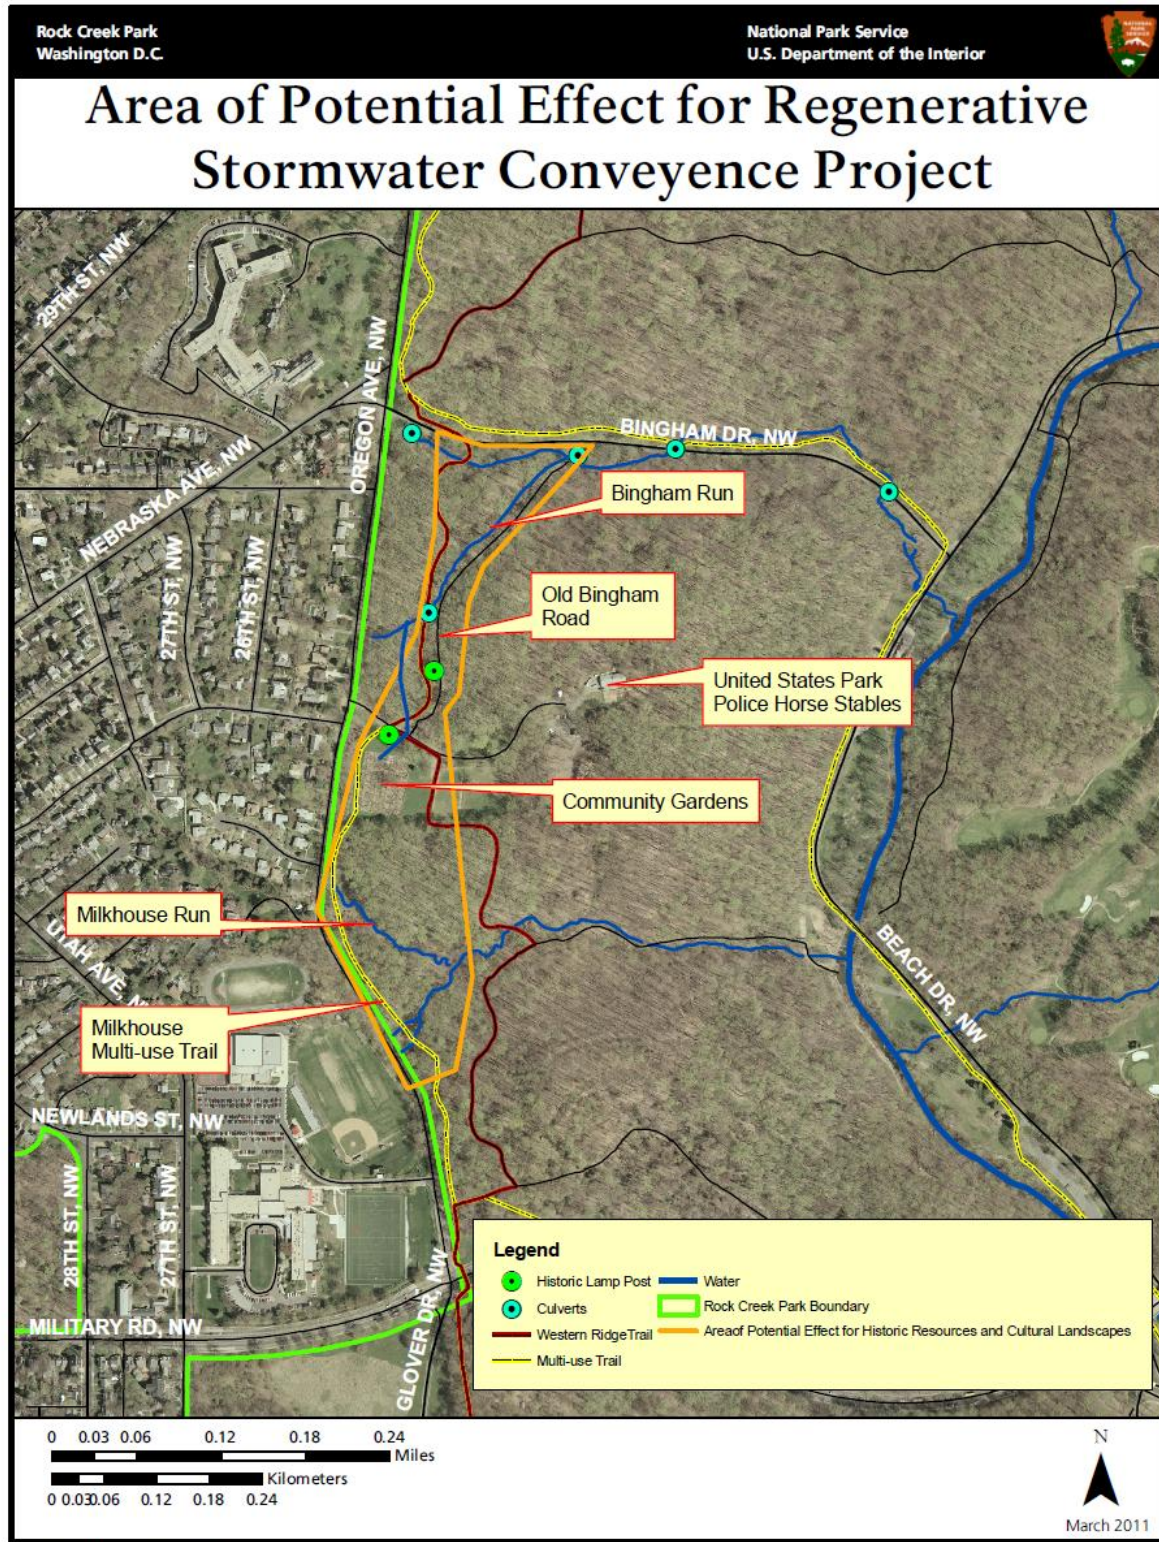 Rock Creek Park
Washington D.C.
National Park Service
U.S. Department of the Interior
NATIONAL
PARK
SERVICE
Area of Potential Effect for Regenerative
Stormwater Conveyence Project
29TH ST, NW
OREGON AVE, NW
BINGHAM DR, NW
NEBRASKA AVE, NW
Bingham Run
27TH ST, NW
26TH ST, NW
Old Bingham
Road
United States Park
Police Horse Stables
Community Gardens
Milkhouse Run
UTAH AVE, N
BEACH DR, NW
Milkhouse
Multi-use Trail
NEWLANDS ST, NW
28TH ST, NW
27TH ST, NW
MILITARY RD, NW
GLOVER DR, NW
Legend
Historic Lamp Post
Culverts
Western RidgeTrail
Multi-use Trail
Water
Rock Creek Park Boundary
Areaof Potential Effect for Historic Resources and Cultural Landscapes
0 0.03 0.06 0.12 0.18 0.24
Miles
Kilometers
0 0.030.06 0.12 0.18 0.24
N
March 2011